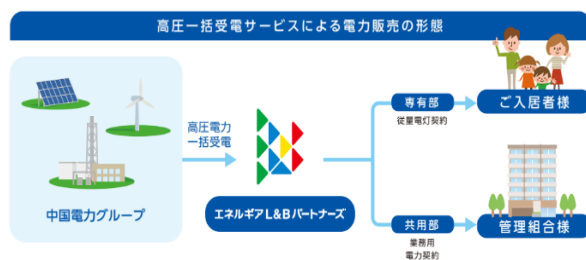 高圧一括受電サービスによる電力販売の形態
中国電力グループ
高圧電力
一括受電
エネルギアL&Bパートナーズ
専有部
従量電灯契約
ご入居者様
共用部
業務用
電力契約
管理組合様